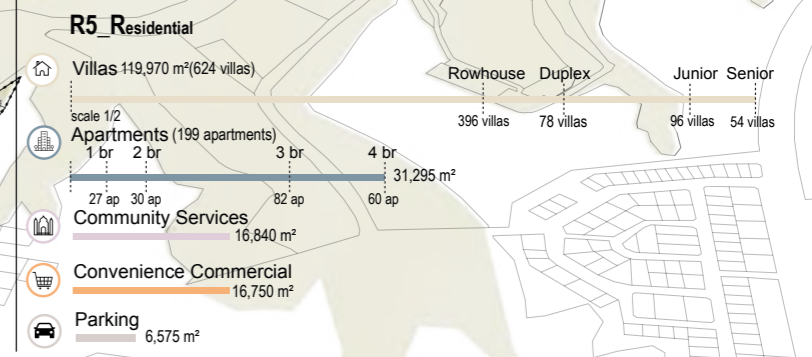 R5_Residential
Villas 119,970 m²(624 villas)
Rowhouse Duplex Junior Senior
scale 1/2
396 villas 78 villas 96 villas 54 villas
Apartments (199 apartments)
1 br 2 br 3 br 4 br
31,295 m²
27 ap 30 ap 82 ap 60 ap
Community Services
16,840 m²
Convenience Commercial
16,750 m²
Parking
6,575 m²